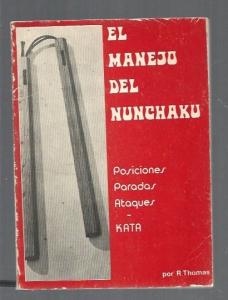 EL
MANEJO
DEL
NUNCHAKU
Posiciones
Paradas
Ataques
-
KATA
por R.Thomas